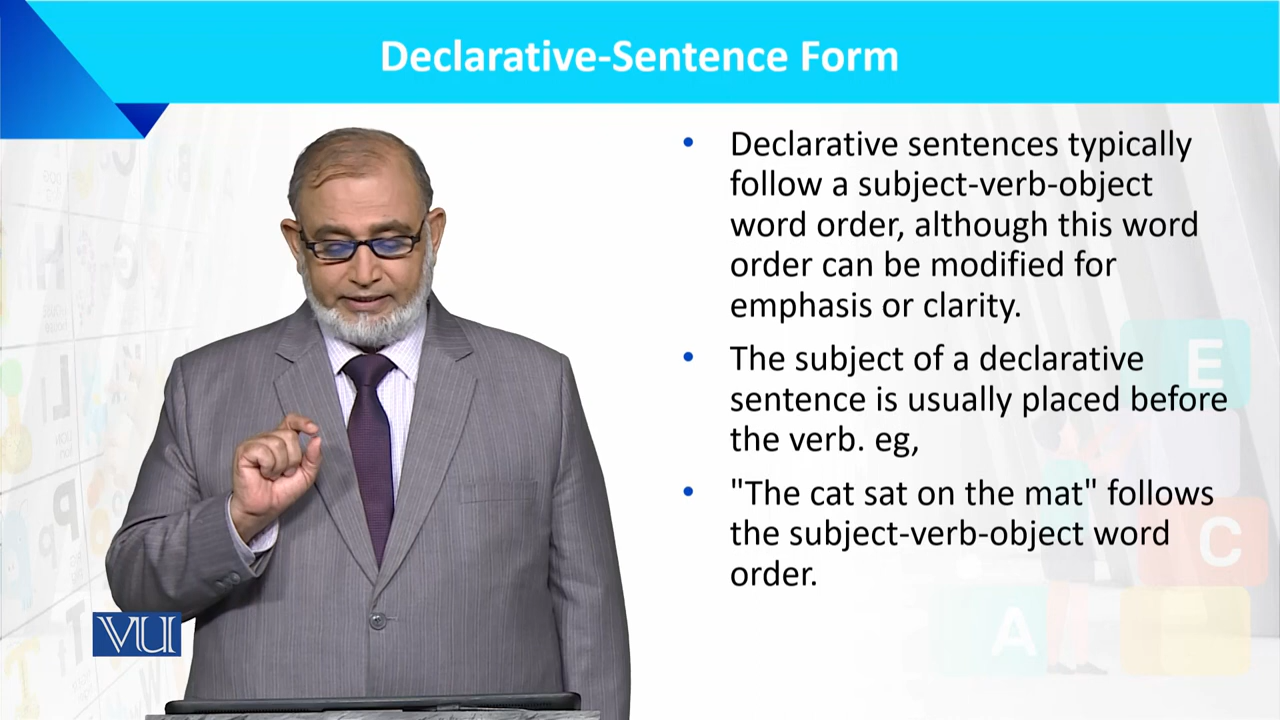 Declarative-Sentence Form
• Declarative sentences typically
follow a subject-verb-object
word order, although this word
order can be modified for
emphasis or clarity.
• The subject of a declarative
sentence is usually placed before
the verb. eg,
• "The cat sat on the mat" follows
the subject-verb-object word
order.
VU
E
C
A